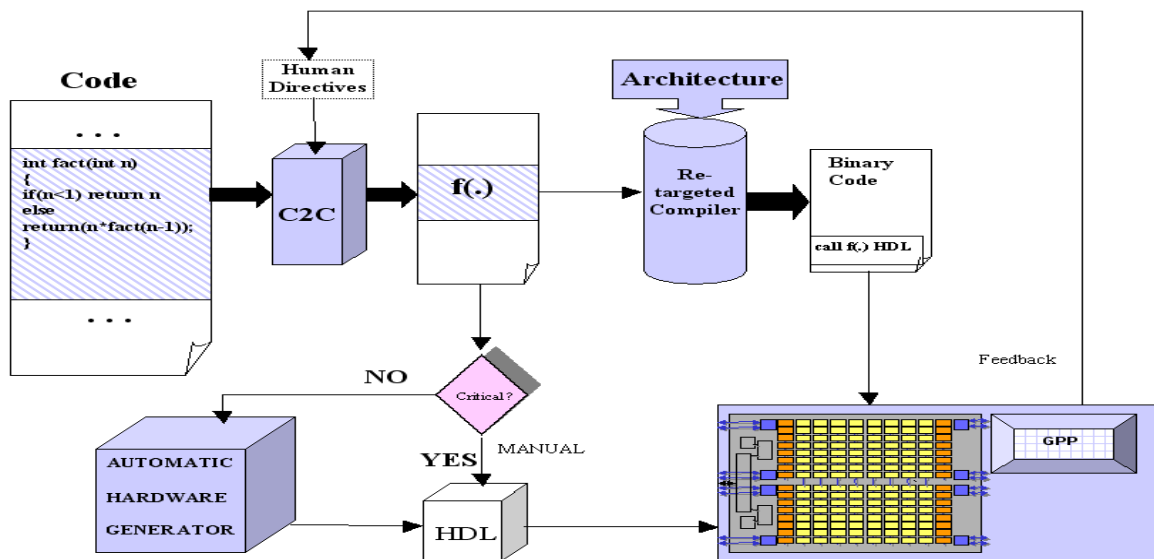 Human
Directives
Code
Architecture
. . .
int fact(int n)
{
if(n<1) return n
else
return(n*fact(n-1));
}
. . .
C2C
f(.)
Re-
targeted
Compiler
Binary
Code
call f(.) HDL
Feedback
NO
Critical?
YES
MANUAL
AUTOMATIC
HARDWARE
GENERATOR
HDL
GPP